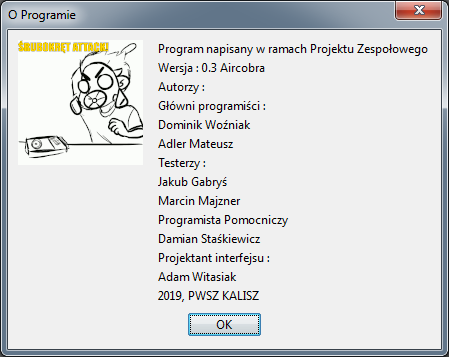 O Programie
ŚRUBOKRĘT ATTACK!
Program napisany w ramach Projektu Zespołowego
Wersja : 0.3 Aircobra
Autorzy :
Główni programiści :
Dominik Woźniak
Adler Mateusz
Testerzy :
Jakub Gabryś
Marcin Majzner
Programista Pomocniczy
Damian Staśkiewicz
Projektant interfejsu :
Adam Witasiak
2019, PWSZ KALISZ
OK